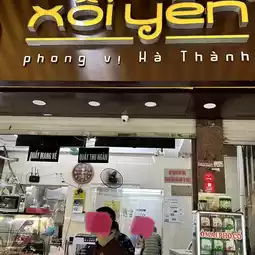 xôi yến
phong vị Hà Thành
QUẦY MANG VỀ
QUẦY THU NGÂN